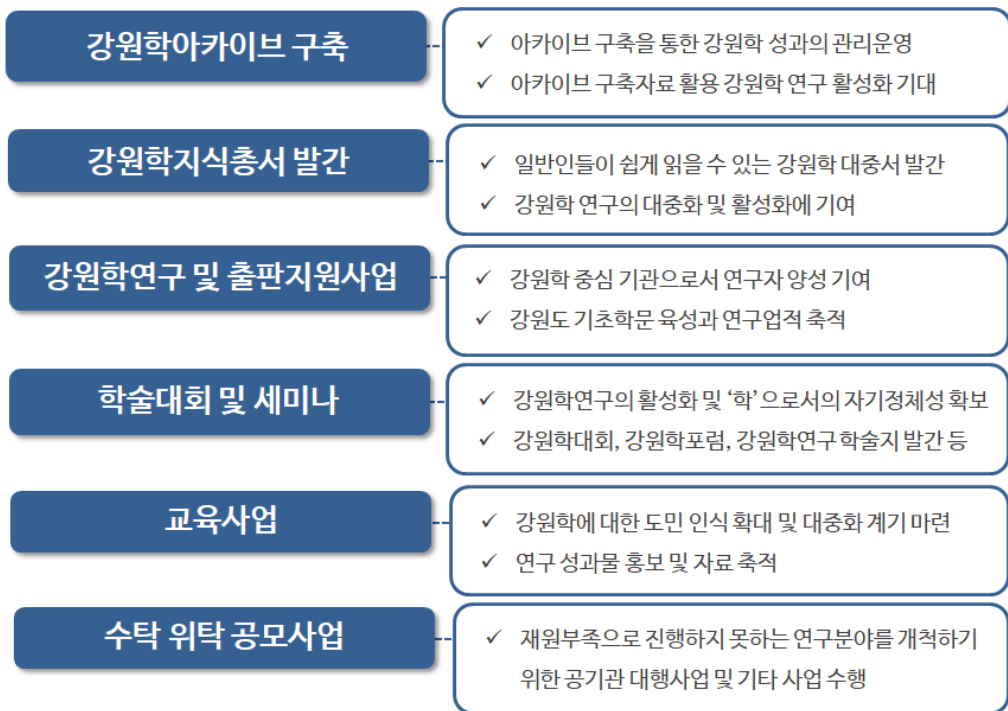 강원학아카이브 구축
✓ 아카이브 구축을 통한 강원학 성과의 관리운영
✓ 아카이브 구축자료 활용 강원학 연구 활성화 기대
강원학지식총서 발간
✓ 일반인들이 쉽게 읽을 수 있는 강원학 대중서 발간
✓ 강원학 연구의 대중화 및 활성화에 기여
강원학연구 및 출판지원사업
✓ 강원학 중심 기관으로서 연구자 양성 기여
✓ 강원도 기초학문 육성과 연구업적 축적
학술대회 및 세미나
✓ 강원학연구의 활성화 및 ‘학’으로서의 자기정체성 확보
✓ 강원학대회, 강원학포럼, 강원학연구 학술지 발간 등
교육사업
✓ 강원학에 대한 도민 인식 확대 및 대중화 계기 마련
✓ 연구 성과물 홍보 및 자료 축적
수탁 위탁 공모사업
✓ 재원부족으로 진행하지 못하는 연구분야를 개척하기
위한 공기관 대행사업 및 기타 사업 수행